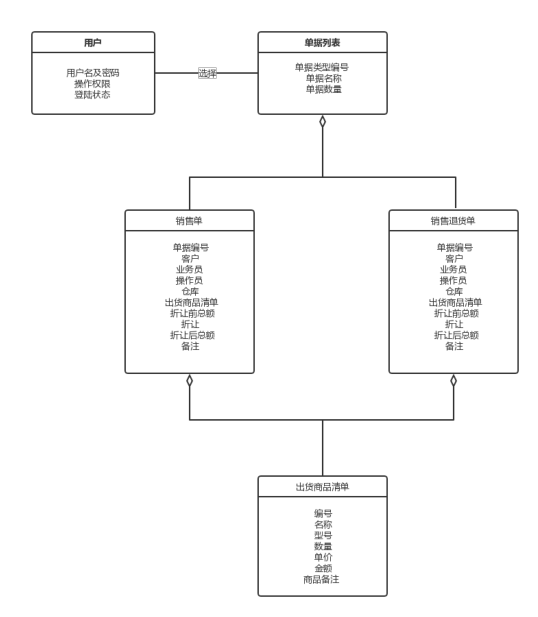 用户
用户名及密码
操作权限
登陆状态
选择
单据列表
单据类型编号
单据名称
单据数量
销售单
单据编号
客户
业务员
操作员
仓库
出货商品清单
折让前总额
折让
折让后总额
备注
销售退货单
单据编号
客户
业务员
操作员
仓库
出货商品清单
折让前总额
折让
折让后总额
备注
出货商品清单
编号
名称
型号
数量
单价
金额
商品备注